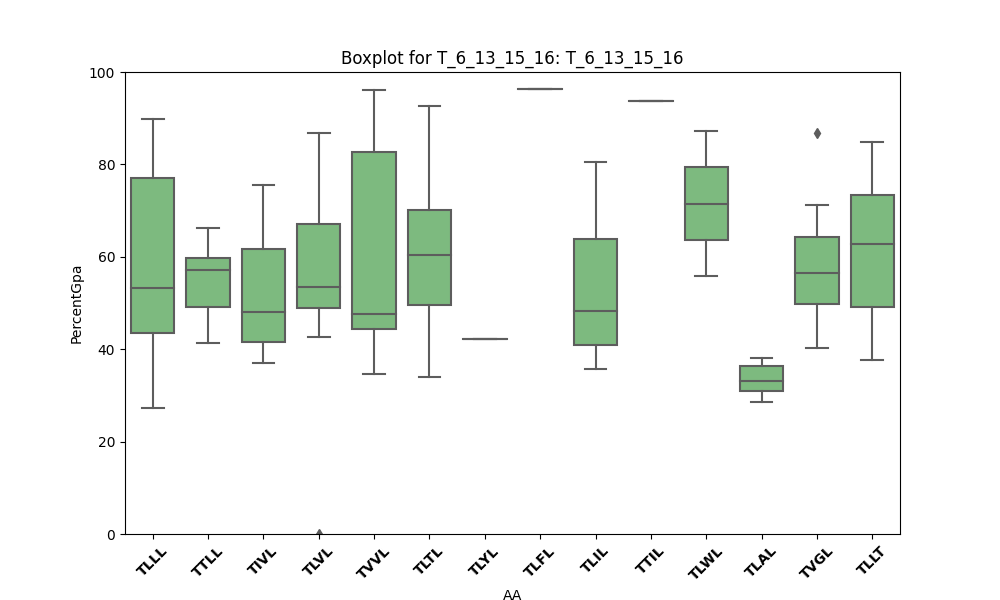 Boxplot for T_6_13_15_16: T_6_13_15_16
100
80
60
40
20
0
PercentGpa
TLLL
TTLL
TIVL
TLVL
TVVL
TLTL
TLYL
TLFL
TLIL
TTIL
TLWL
TLAL
TVGL
TLLT
AA